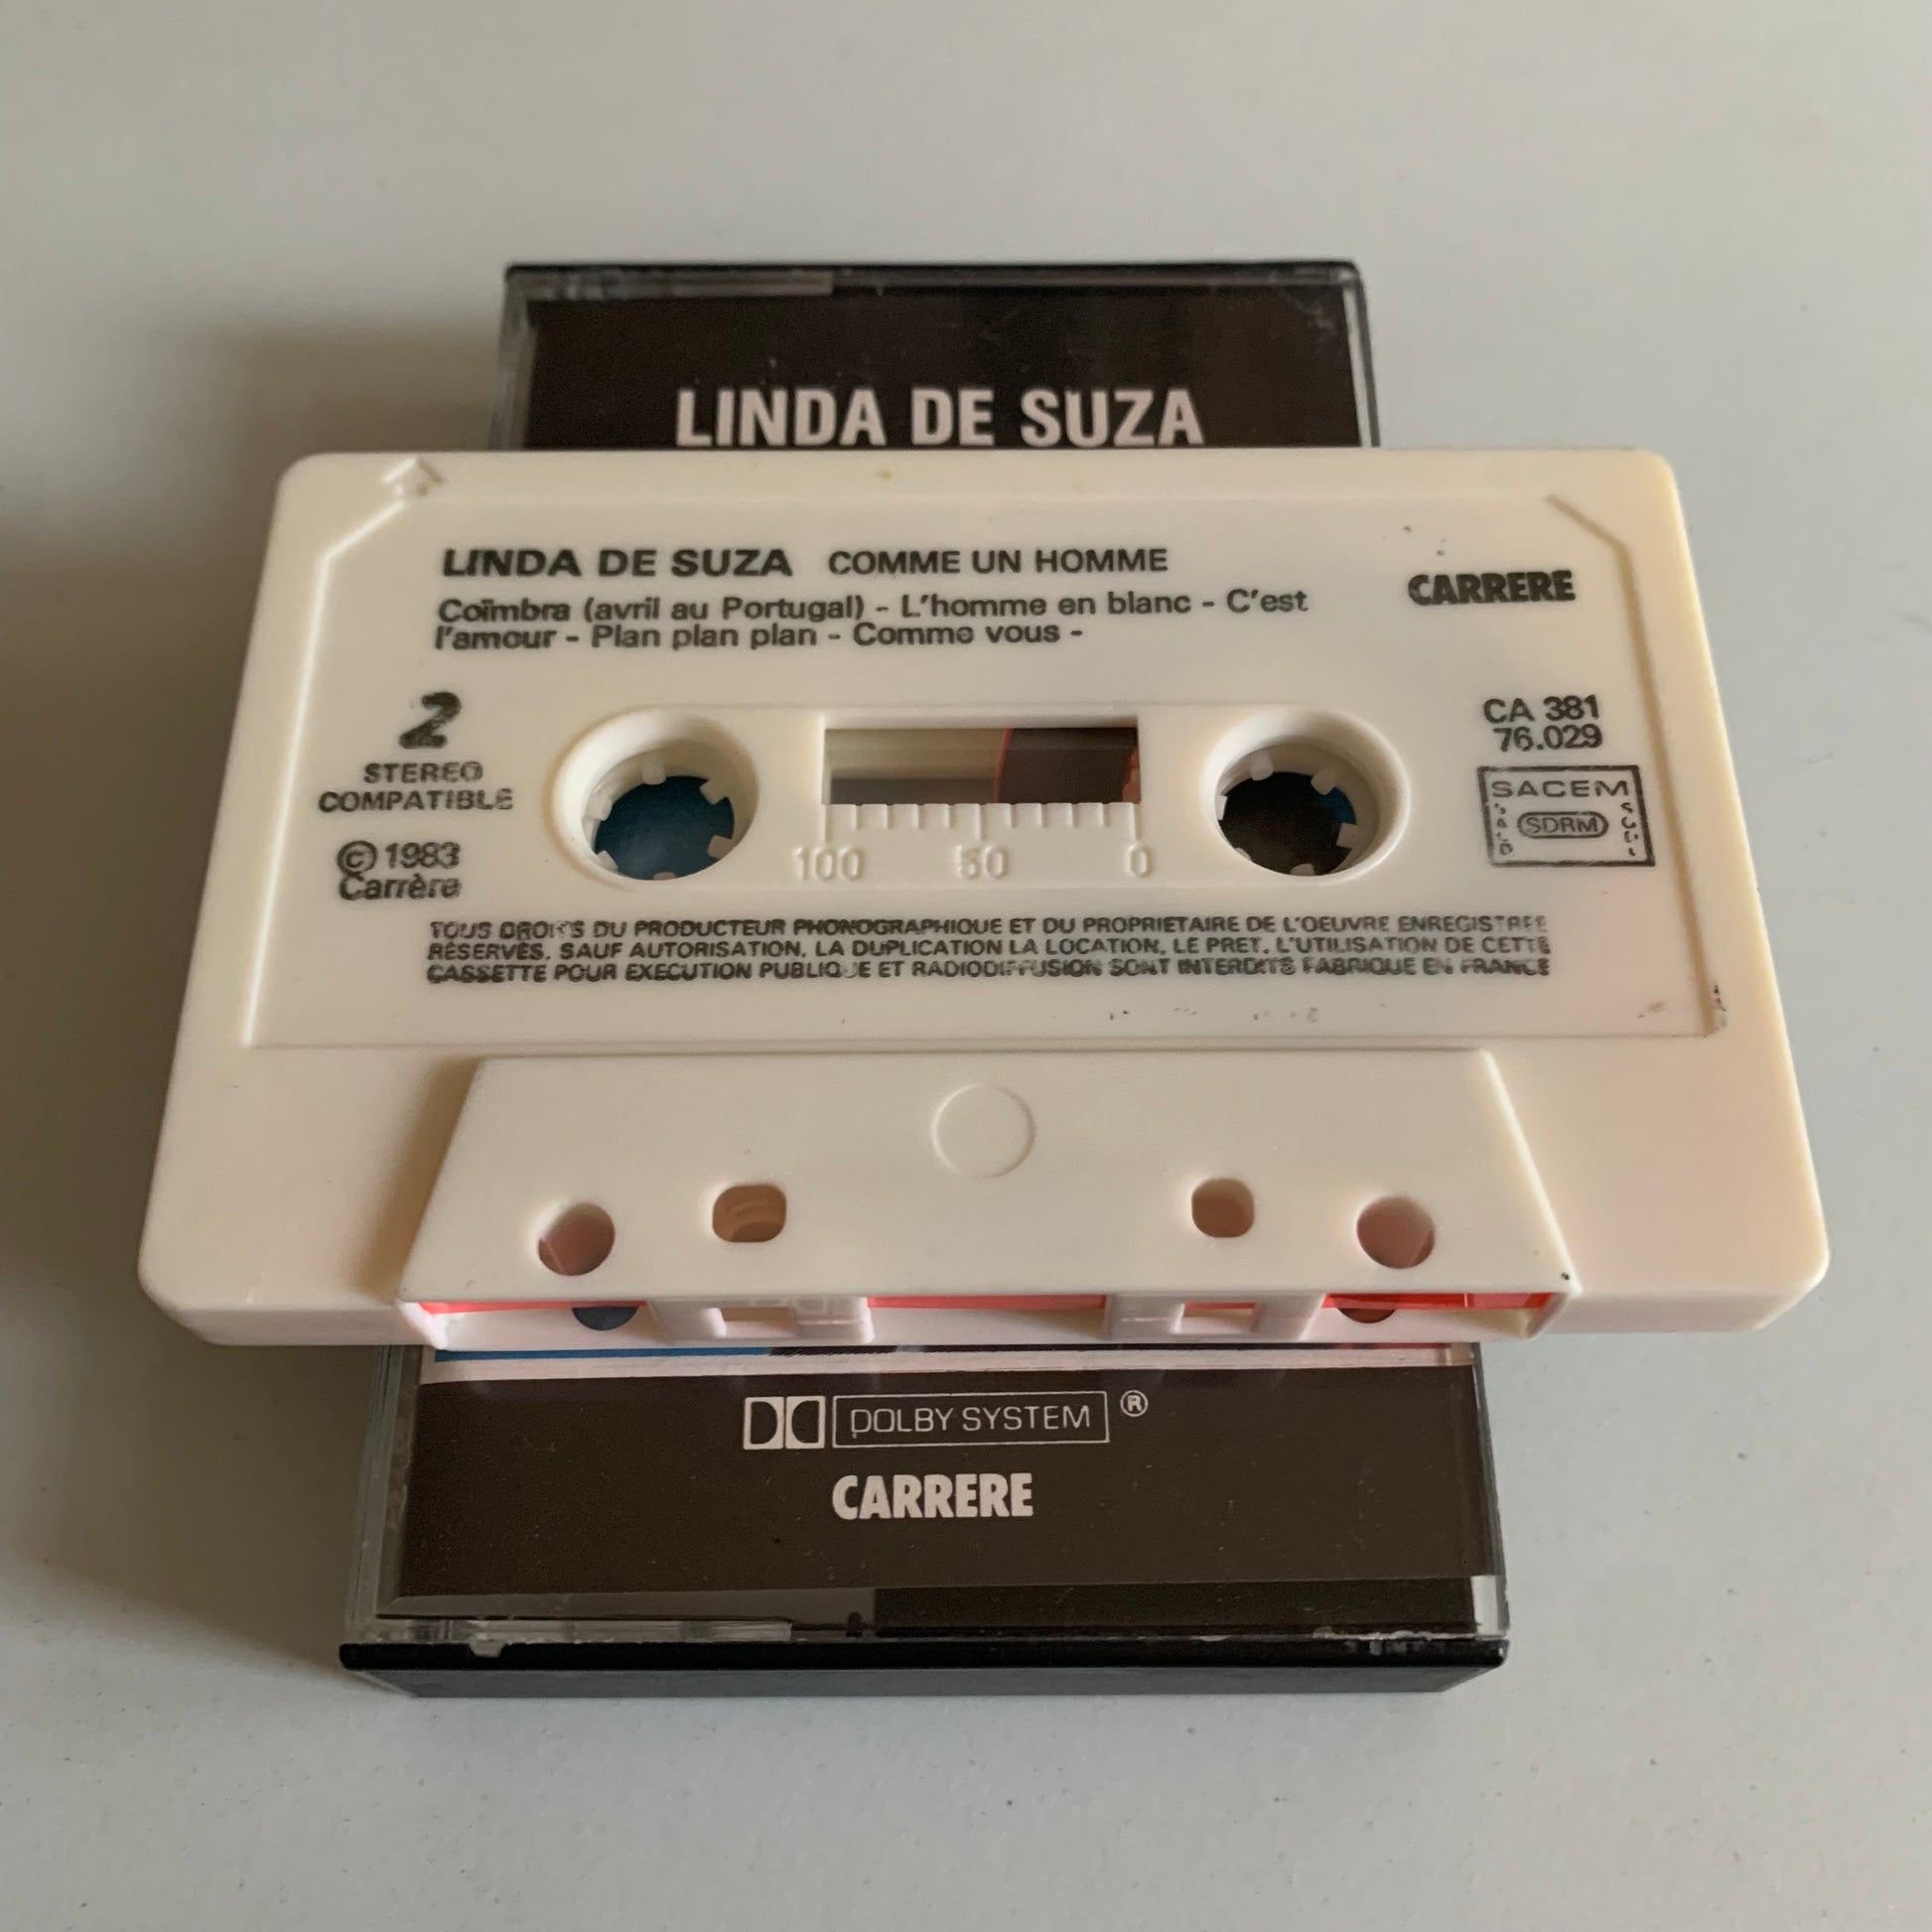 LINDA DE SUZA
LINDA DE SUZA COMME UN HOMME
CARRERE
Coïmbra (avril au Portugal) - L'homme en blanc - C'est
l'amour - Plan plan plan - Comme vous -
2
STEREO
COMPATIBLE
© 1983
Carrère
100 50 0
CA 381
76.029
SACEM
SDRM
TOUS DROITS DU PRODUCTEUR PHONOGRAPHIQUE ET DU PROPRIETAIRE DE L'OEUVRE ENREGISTREE
RÉSERVÉS. SAUF AUTORISATION, LA DUPLICATION LA LOCATION, LE PRET, L'UTILISATION DE CETTE
CASSETTE POUR EXECUTION PUBLIQUE ET RADIODIFFUSION SONT INTERDITS FABRIQUE EN FRANCE
DOLBY SYSTEM ®
CARRERE